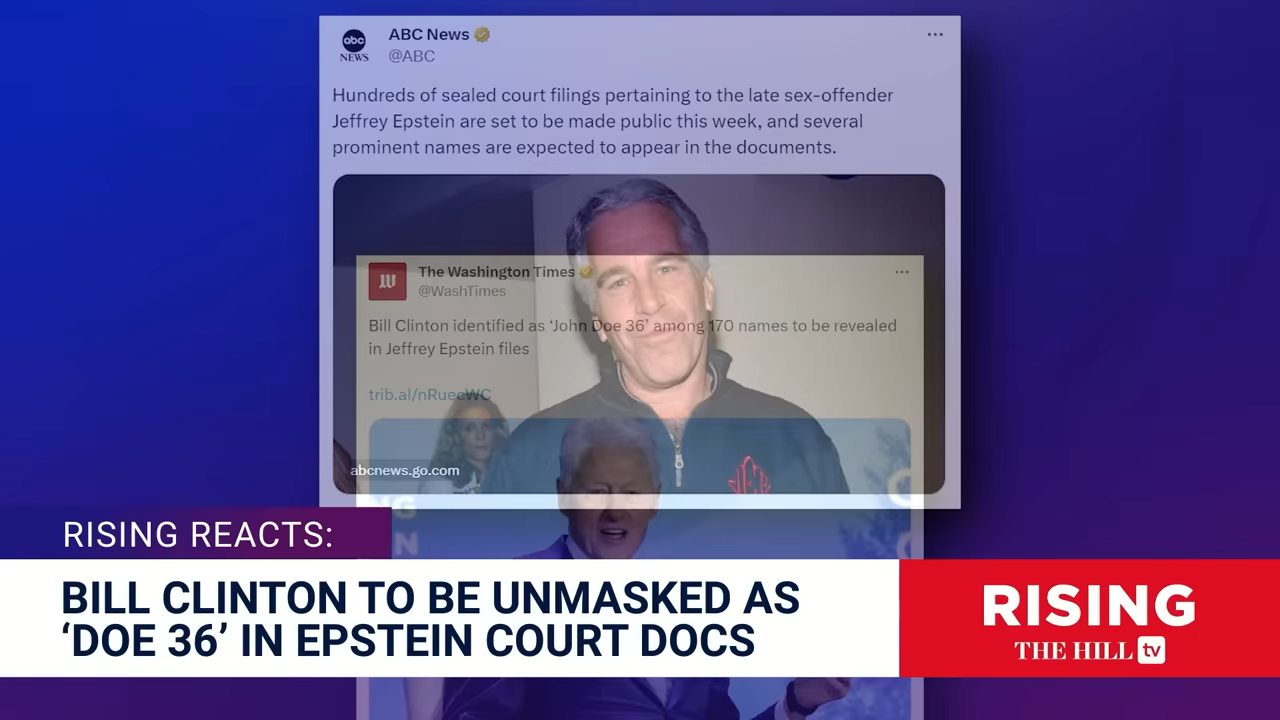 abc
NEWS
ABC News
@ABC
Hundreds of sealed court filings pertaining to the late sex-offender
Jeffrey Epstein are set to be made public this week, and several
prominent names are expected to appear in the documents.
The Washington Times
@WashTimes
Bill Clinton identified as ‘John Doe 36’ among 170 names to be revealed
in Jeffrey Epstein files
abcnews.go.com
RISING REACTS:
BILL CLINTON TO BE UNMASKED AS
‘DOE 36’ IN EPSTEIN COURT DOCS
RISING
THE HILL tv